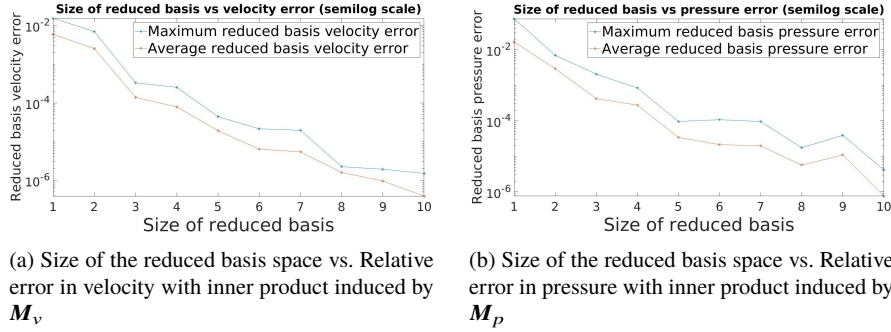 Size of reduced basis vs velocity error (semilog scale)
Maximum reduced basis velocity error
Average reduced basis velocity error
Reduced basis velocity error
10^-2
10^-4
10^-6
1 2 3 4 5 6 7 8 9 10
Size of reduced basis
(a) Size of the reduced basis space vs. Relative
error in velocity with inner product induced by
M_v
Size of reduced basis vs pressure error (semilog scale)
Maximum reduced basis pressure error
Average reduced basis pressure error
Reduced basis pressure error
10^-2
10^-4
10^-6
1 2 3 4 5 6 7 8 9 10
Size of reduced basis
(b) Size of the reduced basis space vs. Relative
error in pressure with inner product induced by
M_p